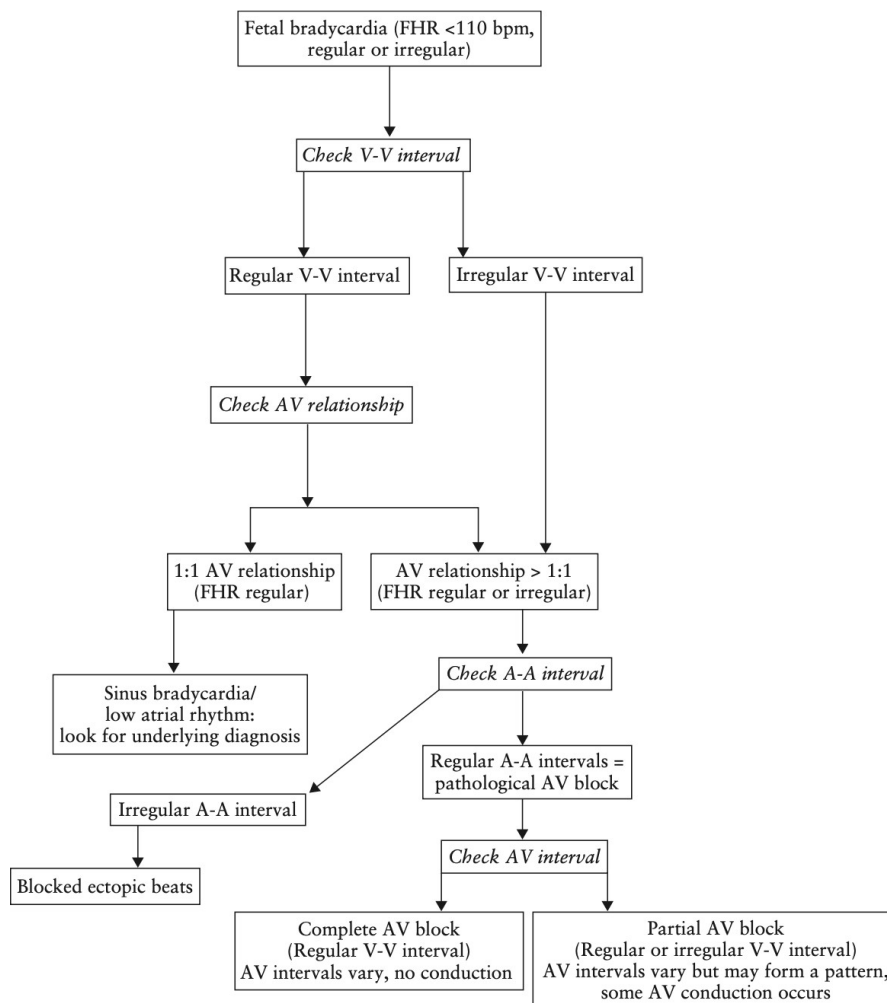 Fetal bradycardia (FHR <110 bpm,
regular or irregular)
Check V-V interval
Regular V-V interval
Irregular V-V interval
Check AV relationship
1:1 AV relationship
(FHR regular)
AV relationship > 1:1
(FHR regular or irregular)
Check A-A interval
Sinus bradycardia/
low atrial rhythm:
look for underlying diagnosis
Regular A-A intervals =
pathological AV block
Irregular A-A interval
Check AV interval
Blocked ectopic beats
Complete AV block
(Regular V-V interval)
AV intervals vary, no conduction
Partial AV block
(Regular or irregular V-V interval)
AV intervals vary but may form a pattern,
some AV conduction occurs